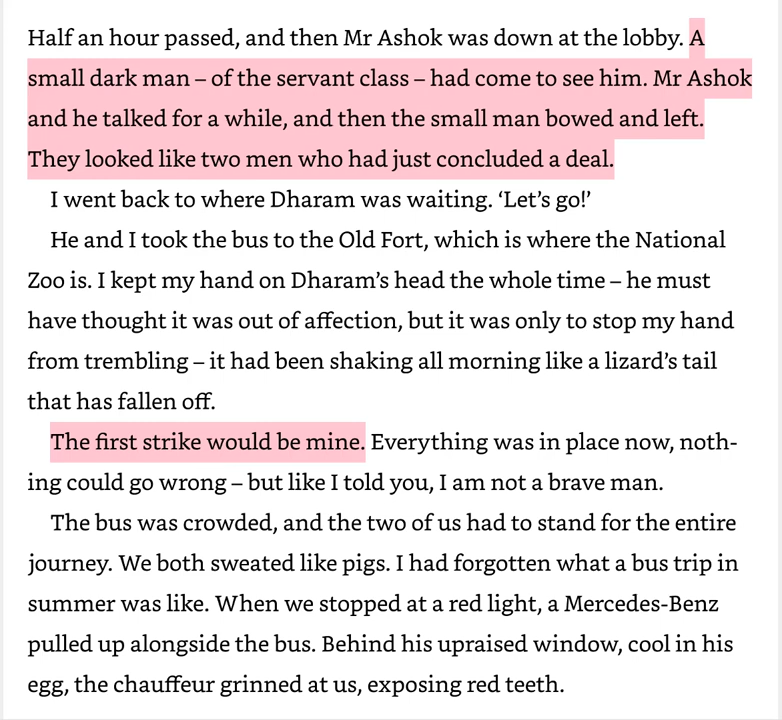 Half an hour passed, and then Mr Ashok was down at the lobby. A
small dark man – of the servant class – had come to see him. Mr Ashok
and he talked for a while, and then the small man bowed and left.
They looked like two men who had just concluded a deal.
I went back to where Dharam was waiting. ‘Let’s go!’
He and I took the bus to the Old Fort, which is where the National
Zoo is. I kept my hand on Dharam’s head the whole time – he must
have thought it was out of affection, but it was only to stop my hand
from trembling – it had been shaking all morning like a lizard’s tail
that has fallen off.
The first strike would be mine. Everything was in place now, noth-
ing could go wrong – but like I told you, I am not a brave man.
The bus was crowded, and the two of us had to stand for the entire
journey. We both sweated like pigs. I had forgotten what a bus trip in
summer was like. When we stopped at a red light, a Mercedes-Benz
pulled up alongside the bus. Behind his upraised window, cool in his
egg, the chauffeur grinned at us, exposing red teeth.